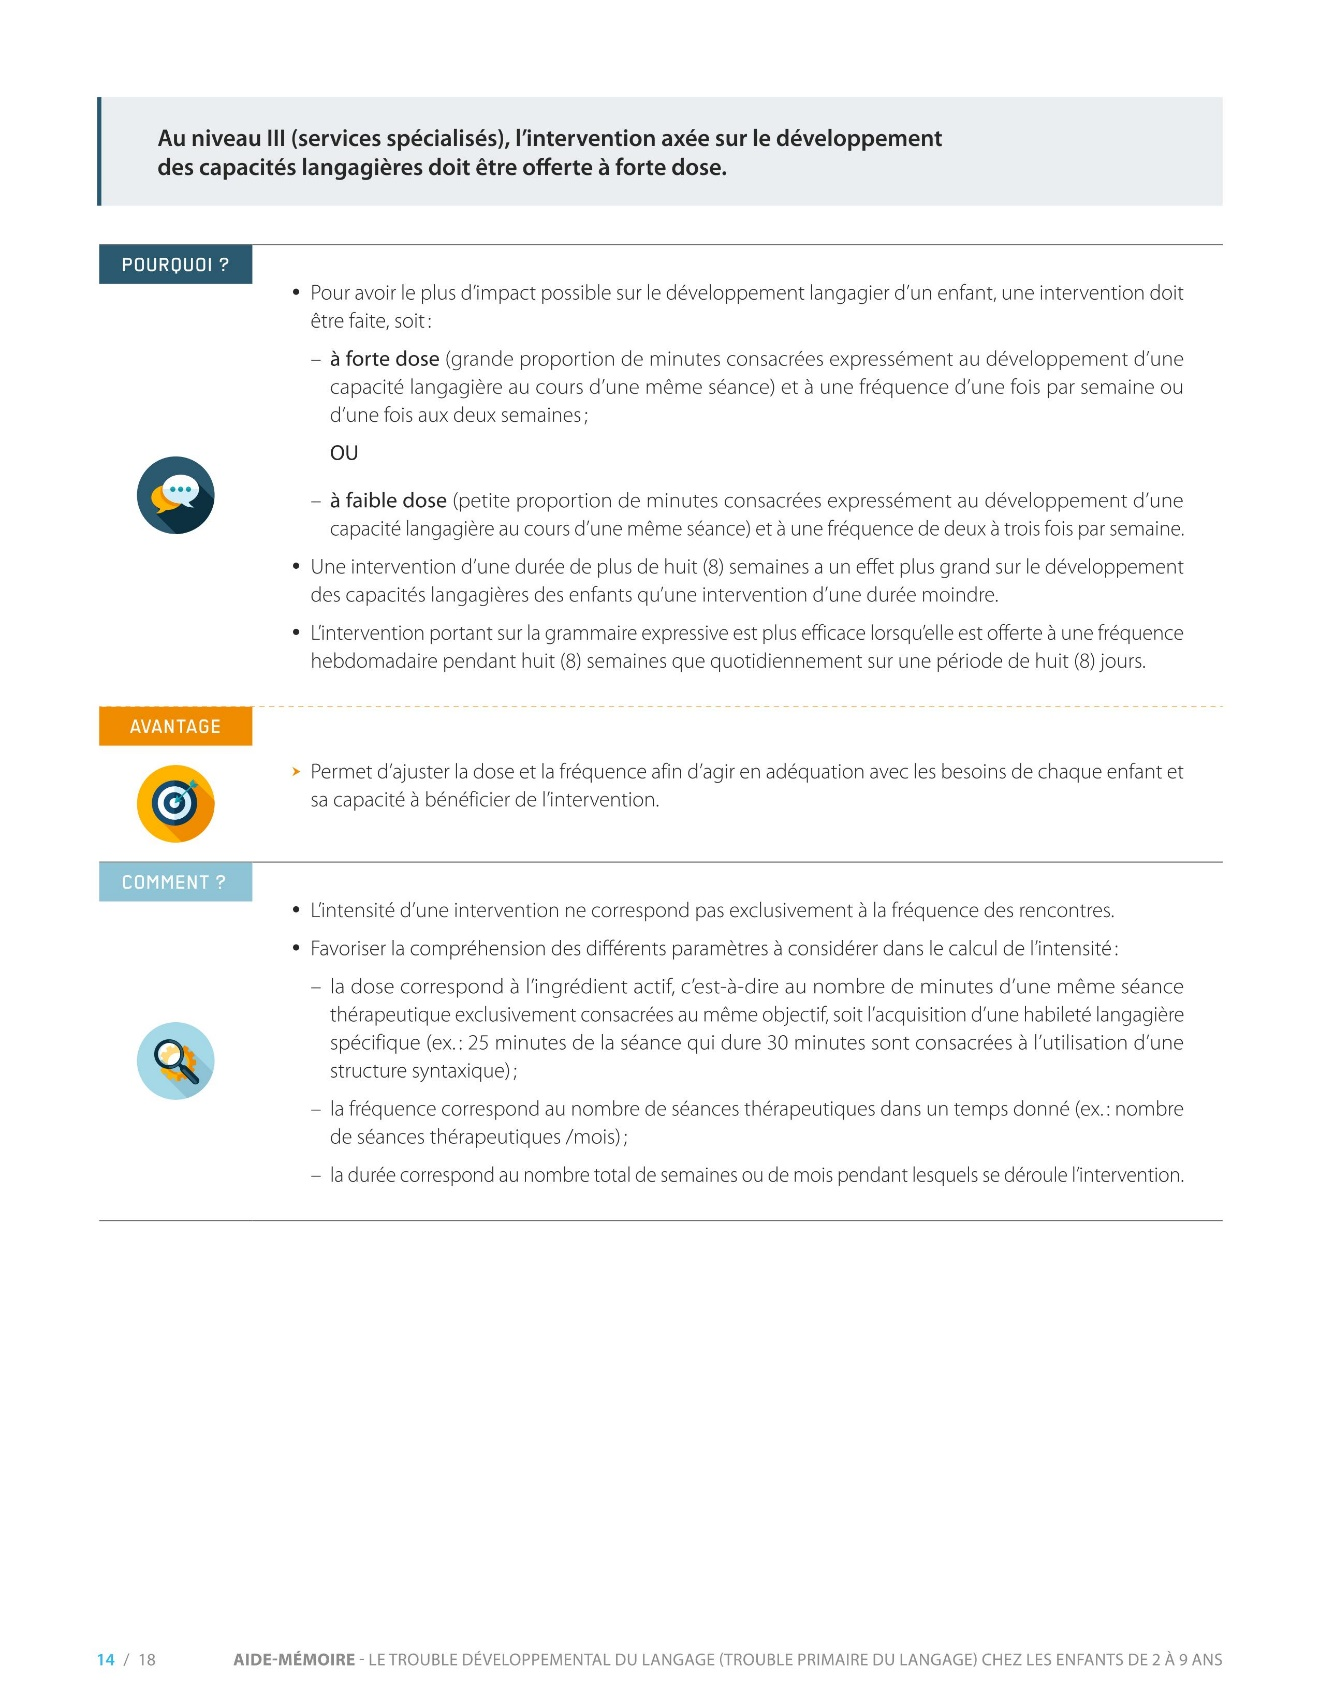 Au niveau III (services spécialisés), l’intervention axée sur le développement
des capacités langagières doit être offerte à forte dose.
POURQUOI ?
• Pour avoir le plus d’impact possible sur le développement langagier d’un enfant, une intervention doit
être faite, soit :
– à forte dose (grande proportion de minutes consacrées expressément au développement d’une
capacité langagière au cours d’une même séance) et à une fréquence d’une fois par semaine ou
d’une fois aux deux semaines ;
OU
– à faible dose (petite proportion de minutes consacrées expressément au développement d’une
capacité langagière au cours d’une même séance) et à une fréquence de deux à trois fois par semaine.
• Une intervention d’une durée de plus de huit (8) semaines a un effet plus grand sur le développement
des capacités langagières des enfants qu’une intervention d’une durée moindre.
• L’intervention portant sur la grammaire expressive est plus efficace lorsqu’elle est offerte à une fréquence
hebdomadaire pendant huit (8) semaines que quotidiennement sur une période de huit (8) jours.
AVANTAGE
➤ Permet d’ajuster la dose et la fréquence afin d’agir en adéquation avec les besoins de chaque enfant et
sa capacité à bénéficier de l’intervention.
COMMENT ?
• L’intensité d’une intervention ne correspond pas exclusivement à la fréquence des rencontres.
• Favoriser la compréhension des différents paramètres à considérer dans le calcul de l’intensité :
– la dose correspond à l’ingrédient actif, c’est-à-dire au nombre de minutes d’une même séance
thérapeutique exclusivement consacrées au même objectif, soit l’acquisition d’une habileté langagière
spécifique (ex. : 25 minutes de la séance qui dure 30 minutes sont consacrées à l’utilisation d’une
structure syntaxique) ;
– la fréquence correspond au nombre de séances thérapeutiques dans un temps donné (ex. : nombre
de séances thérapeutiques /mois) ;
– la durée correspond au nombre total de semaines ou de mois pendant lesquels se déroule l’intervention.
14 / 18 AIDE-MÉMOIRE - LE TROUBLE DÉVELOPPEMENTAL DU LANGAGE (TROUBLE PRIMAIRE DU LANGAGE) CHEZ LES ENFANTS DE 2 À 9 ANS